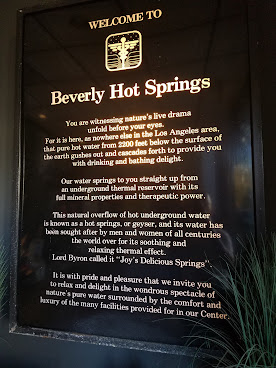 WELCOME TO
Beverly Hot Springs
You are witnessing nature's live drama
unfold before your eyes.
For it is here, as nowhere else in the Los Angeles area,
that pure hot water from 2200 feet below the surface of
the earth gushes out and cascades forth to provide you
with drinking and bathing delight.
Our water springs to you straight up from
an underground thermal reservoir with its
full mineral properties and therapeutic power.
This natural overflow of hot underground water
is known as a hot springs, or geyser, and its water has
been sought after by men and women of all centuries
the world over for its soothing and
relaxing thermal effect.
Lord Byron called it "Joy's Delicious Springs".
It is with pride and pleasure that we invite you
to relax and delight in the wondrous spectacle of
nature's pure water surrounded by the comfort and
luxury of the many facilities provided for in our Center.